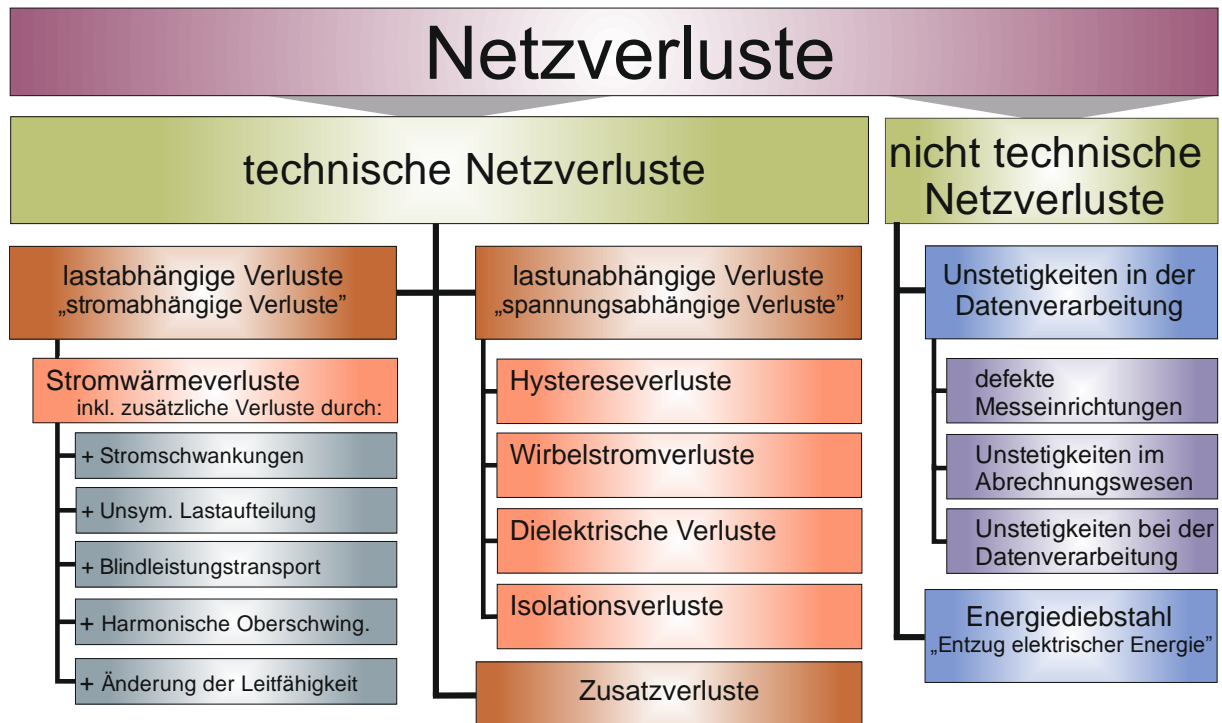 Netzverluste
technische Netzverluste
nicht technische
Netzverluste
lastabhängige Verluste
„stromabhängige Verluste”
Stromwärmeverluste
inkl. zusätzliche Verluste durch:
+ Stromschwankungen
+ Unsym. Lastaufteilung
+ Blindleistungstransport
+ Harmonische Oberschwing.
+ Änderung der Leitfähigkeit
lastunabhängige Verluste
„spannungsabhängige Verluste”
Hystereseverluste
Wirbelstromverluste
Dielektrische Verluste
Isolationsverluste
Zusatzverluste
Unstetigkeiten in der
Datenverarbeitung
defekte
Messeinrichtungen
Unstetigkeiten im
Abrechnungswesen
Unstetigkeiten bei der
Datenverarbeitung
Energiediebstahl
„Entzug elektrischer Energie”